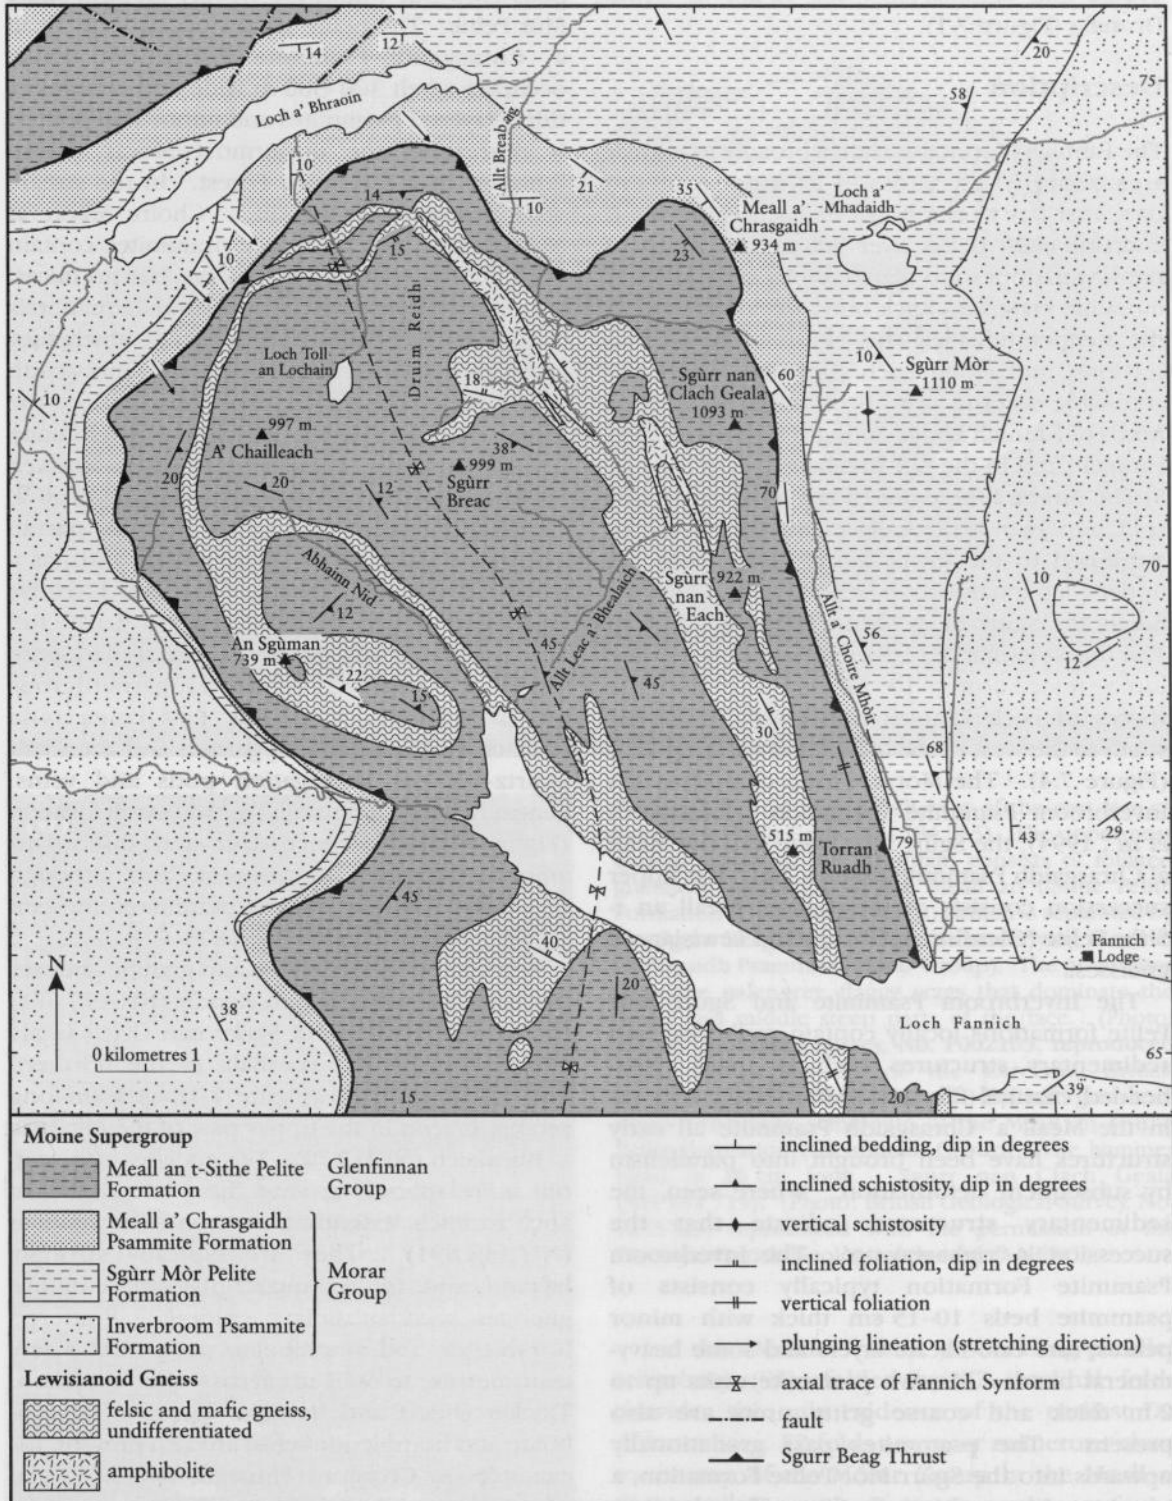 14
12
5
20
75
Loch a' Bhraoin
58
Allt Breabaig
10
21
14
35
Meall a'
Chrasgaidh
934 m
Loch a'
Mhadaidh
10
15
23
10
Druim Reidh
Loch Toll
an Lochain
18
Sgùrr nan
Clach Geala
1093 m
60
10
Sgùrr Mòr
1110 m
10
997 m
A' Chailleach
38
999 m
Sgùrr
Breac
20
20
12
70
Abhainn Nid
Sgùrr
nan
Each
922 m
70
10
12
An Sgùman
739 m
45
Allt Leac a' Bhealaich
Allt a' Choire Mhòir
56
12
22
15
45
30
68
515 m
Torran
Ruadh
79
43
29
45
40
Fannich
Lodge
N
38
20
0 kilometres 1
Loch Fannich
65
15
20
39
Moine Supergroup
Meall an t-Sithe Pelite
Formation
Glenfinnan
Group
Meall a' Chrasgaidh
Psammite Formation
Sgùrr Mòr Pelite
Formation
Morar
Group
Inverbroom Psammite
Formation
Lewisianoid Gneiss
felsic and mafic gneiss,
undifferentiated
amphibolite
inclined bedding, dip in degrees
inclined schistosity, dip in degrees
vertical schistosity
inclined foliation, dip in degrees
vertical foliation
plunging lineation (stretching direction)
axial trace of Fannich Synform
fault
Sgurr Beag Thrust